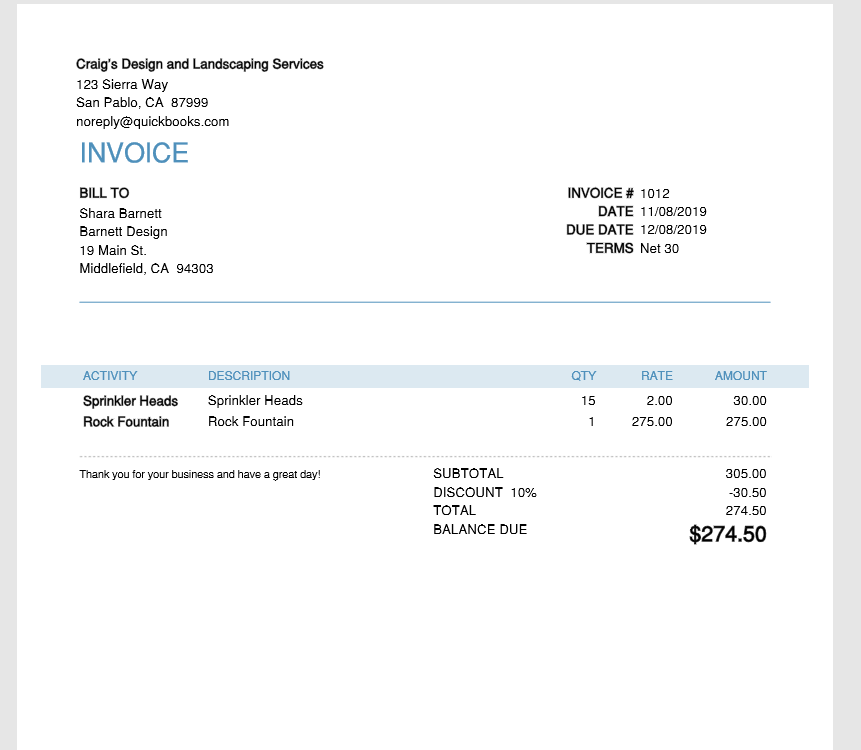 Craig's Design and Landscaping Services
123 Sierra Way
San Pablo, CA  87999
noreply@quickbooks.com
INVOICE
BILL TO
Shara Barnett
Barnett Design
19 Main St.
Middlefield, CA  94303
INVOICE # 1012
DATE 11/08/2019
DUE DATE 12/08/2019
TERMS Net 30
ACTIVITY DESCRIPTION QTY RATE AMOUNT
Sprinkler Heads Sprinkler Heads 15 2.00 30.00
Rock Fountain Rock Fountain 1 275.00 275.00
Thank you for your business and have a great day!
SUBTOTAL 305.00
DISCOUNT  10% -30.50
TOTAL 274.50
BALANCE DUE $274.50